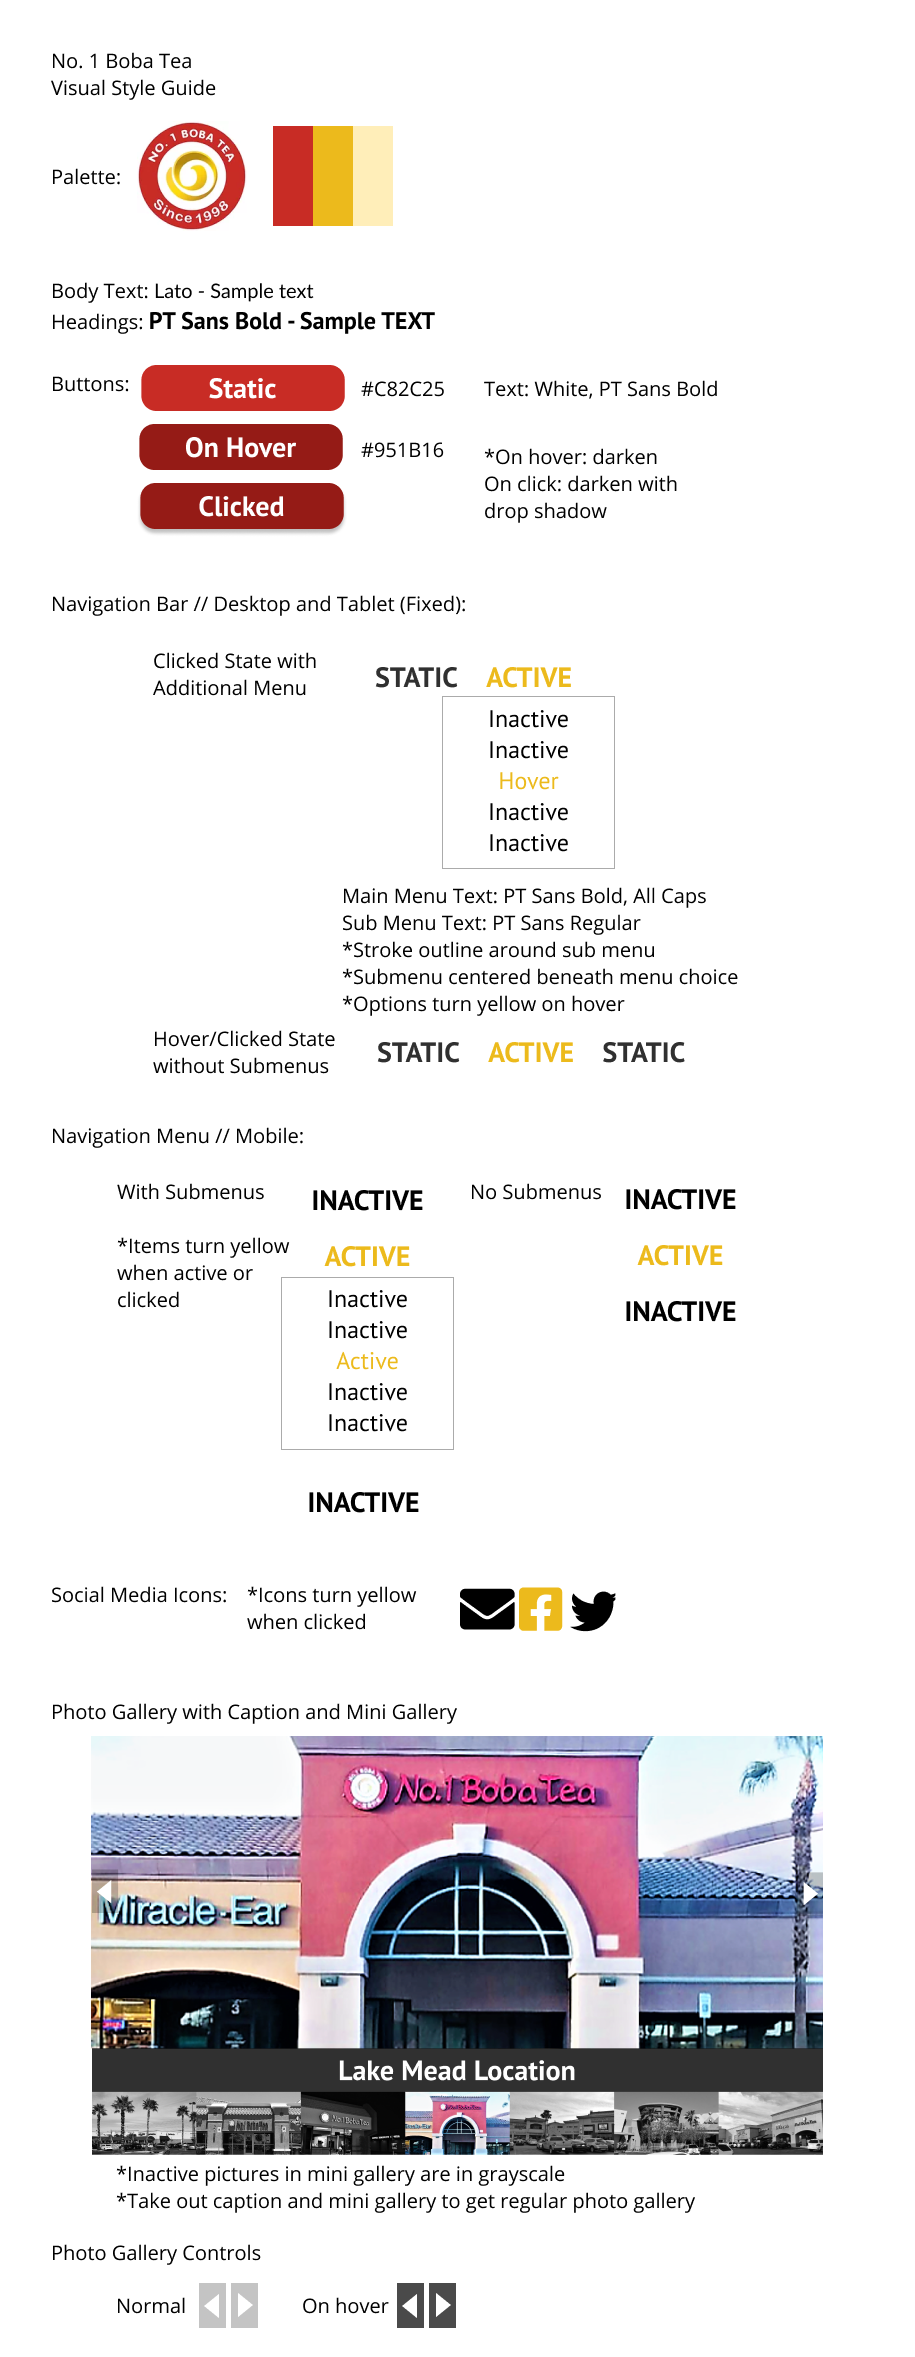 No. 1 Boba Tea
Visual Style Guide
Palette:
NO. 1 BOBA TEA
Since 1998
Body Text: Lato - Sample text
Headings: PT Sans Bold - Sample TEXT
Buttons:
Static
#C82C25
Text: White, PT Sans Bold
On Hover
#951B16
*On hover: darken
On click: darken with
drop shadow
Clicked
Navigation Bar // Desktop and Tablet (Fixed):
Clicked State with
Additional Menu
STATIC
ACTIVE
Inactive
Inactive
Hover
Inactive
Inactive
Main Menu Text: PT Sans Bold, All Caps
Sub Menu Text: PT Sans Regular
*Stroke outline around sub menu
*Submenu centered beneath menu choice
*Options turn yellow on hover
Hover/Clicked State
without Submenus
STATIC
ACTIVE
STATIC
Navigation Menu // Mobile:
With Submenus
*Items turn yellow
when active or
clicked
INACTIVE
ACTIVE
Inactive
Inactive
Active
Inactive
Inactive
INACTIVE
No Submenus
INACTIVE
ACTIVE
INACTIVE
Social Media Icons:
*Icons turn yellow
when clicked
Photo Gallery with Caption and Mini Gallery
No.1 Boba Tea
Miracle-Ear
3
Lake Mead Location
No.1 Boba Tea
*Inactive pictures in mini gallery are in grayscale
*Take out caption and mini gallery to get regular photo gallery
Photo Gallery Controls
Normal
On hover